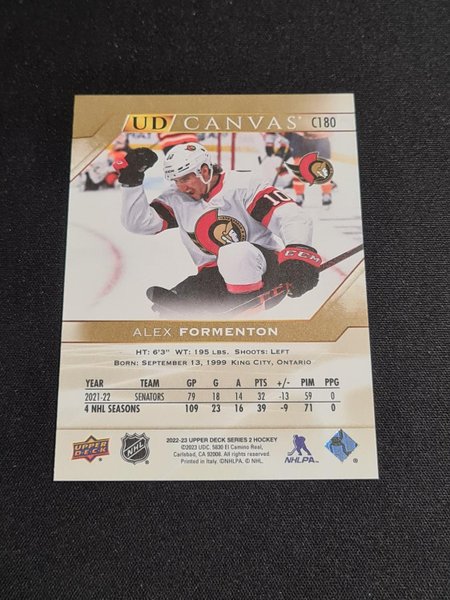 UD CANVAS C180
10
CCM
ALEX FORMENTON
HT: 6'3" WT: 195 LBS. SHOOTS: LEFT
BORN: SEPTEMBER 13, 1999 KING CITY, ONTARIO
YEAR TEAM GP G A PTS +/- PIM PPG
2021-22 SENATORS 79 18 14 32 -13 59 0
4 NHL SEASONS 109 23 16 39 -9 71 0
UPPER DECK
NHL
2022-23 UPPER DECK SERIES 2 HOCKEY
©2023 UDC. 5830 El Camino Real,
Carlsbad, CA 92008. All rights reserved.
Printed in Italy. ©NHLPA. © NHL.
NHLPA